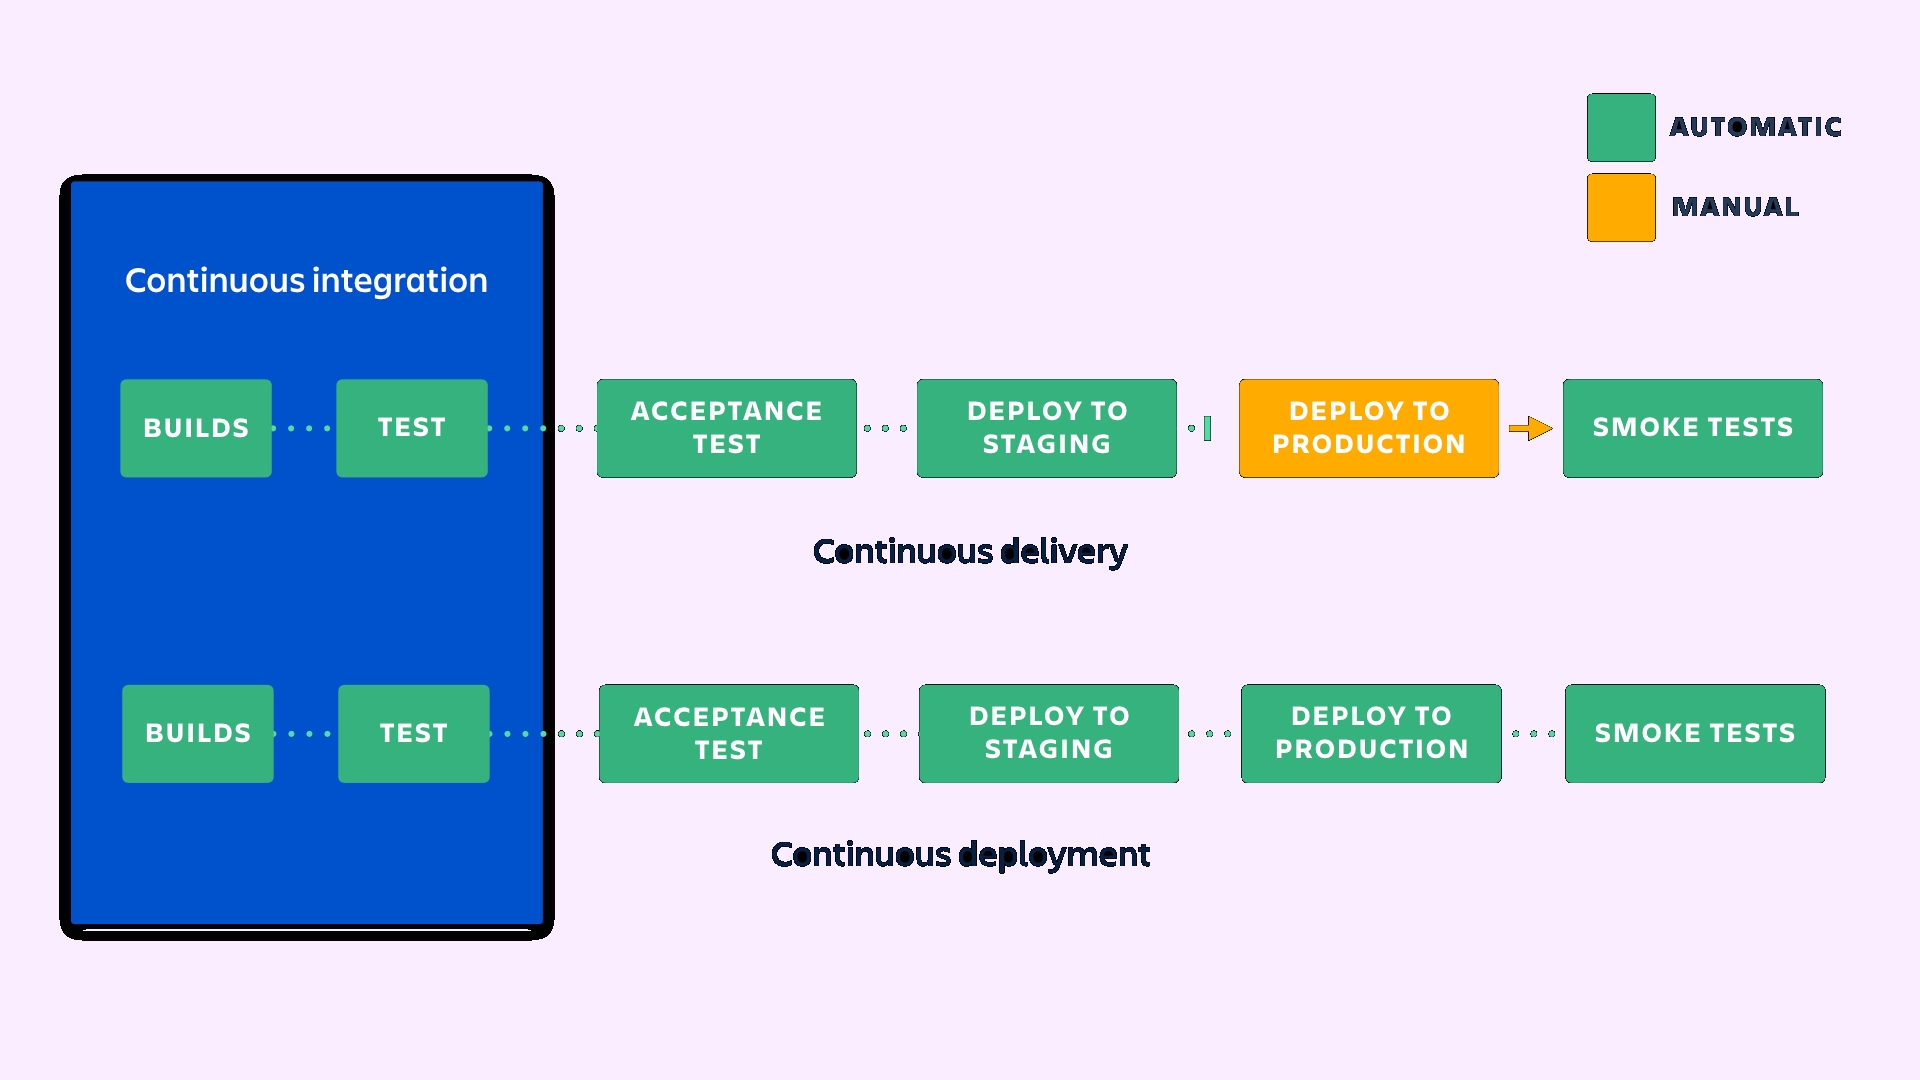 AUTOMATIC
MANUAL
Continuous integration
BUILDS
TEST
ACCEPTANCE
TEST
DEPLOY TO
STAGING
DEPLOY TO
PRODUCTION
SMOKE TESTS
Continuous delivery
BUILDS
TEST
ACCEPTANCE
TEST
DEPLOY TO
STAGING
DEPLOY TO
PRODUCTION
SMOKE TESTS
Continuous deployment